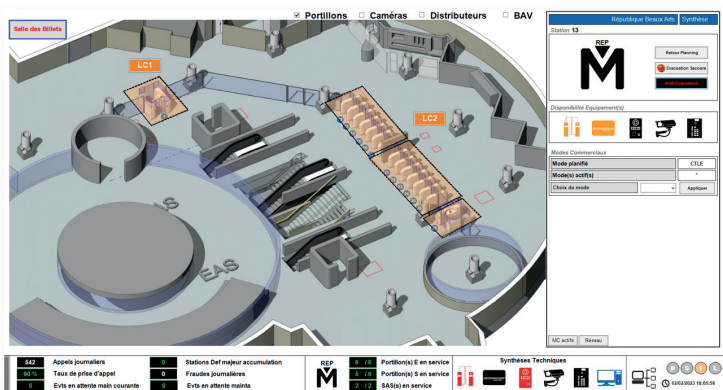 Portillons Caméras Distributeurs BAV
Salle des Billets
LC1
LC2
EAS
République Beaux Arts Synthèse
Station 13
REP
M
Retour Planning
Evacuation Secours
Arrêt Evacuation
Disponibilité Equipement(s)
Modes Commerciaux
Mode planifié CTLE
Mode(s) actif(s) *
Choix du mode Appliquer
MC actifs Réseau
542 Appels journaliers
90 % Taux de prise d'appel
0 Evts en attente main courante
0 Stations Def majeur accumulation
0 Fraudes journalières
0 Evts en attente mainta
REP
M
6 / 6 Portillon(s) E en service
5 / 6 Portillon(s) S en service
2 / 2 SAS(s) en service
Synthèses Techniques
P S I C
02/02/2023 18:05:55